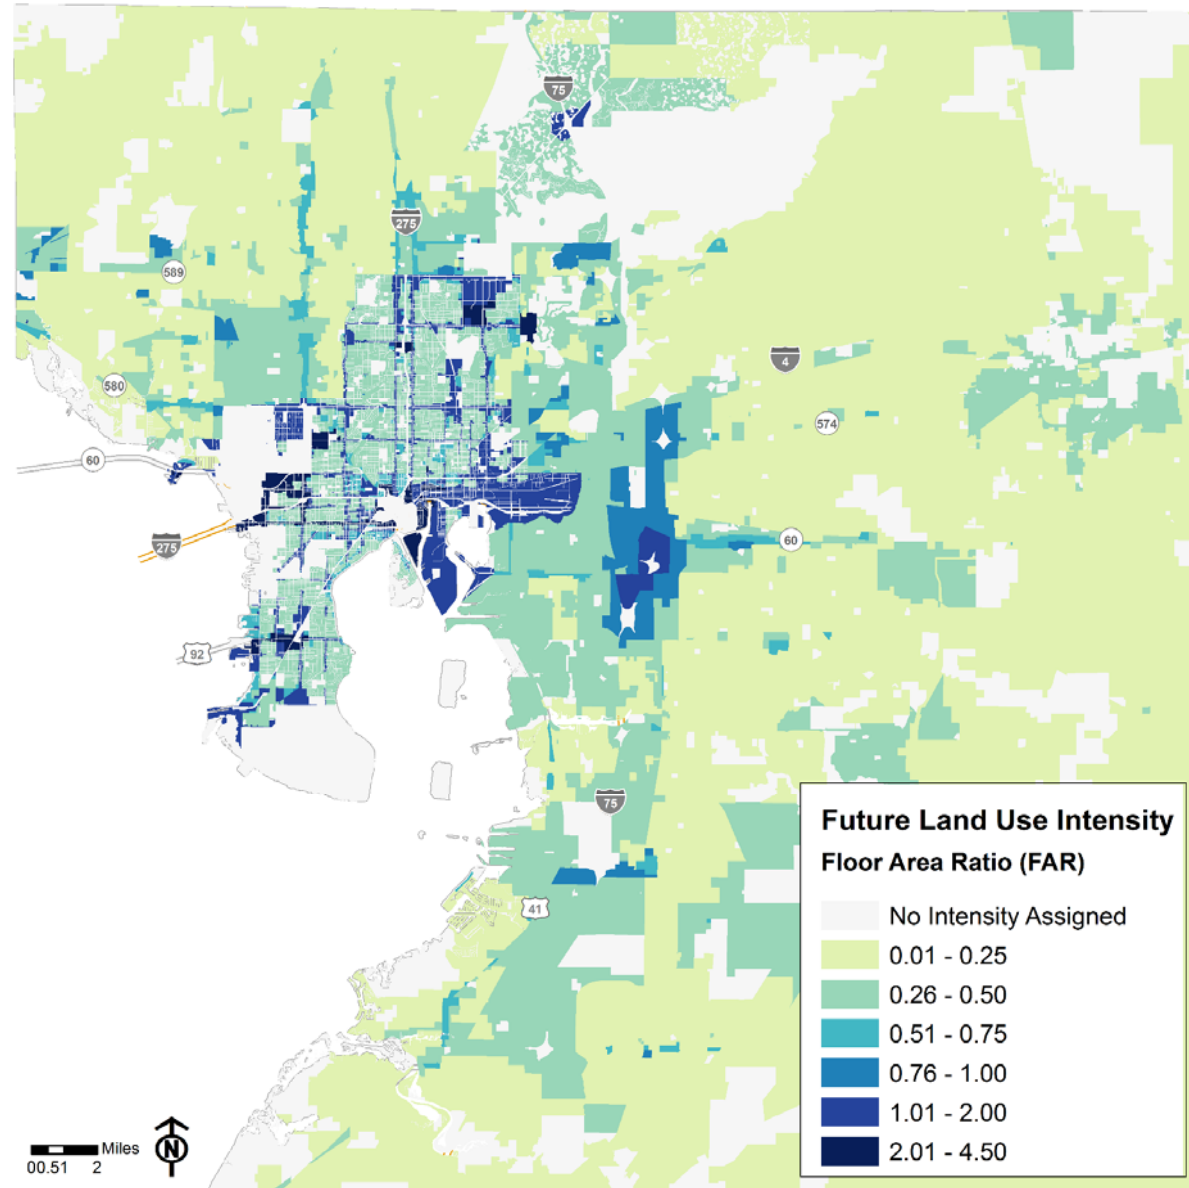 75
275
589
4
580
574
60
275
60
92
75
41
Future Land Use Intensity
Floor Area Ratio (FAR)
No Intensity Assigned
0.01 - 0.25
0.26 - 0.50
0.51 - 0.75
0.76 - 1.00
1.01 - 2.00
2.01 - 4.50
Miles
00.51 2
N